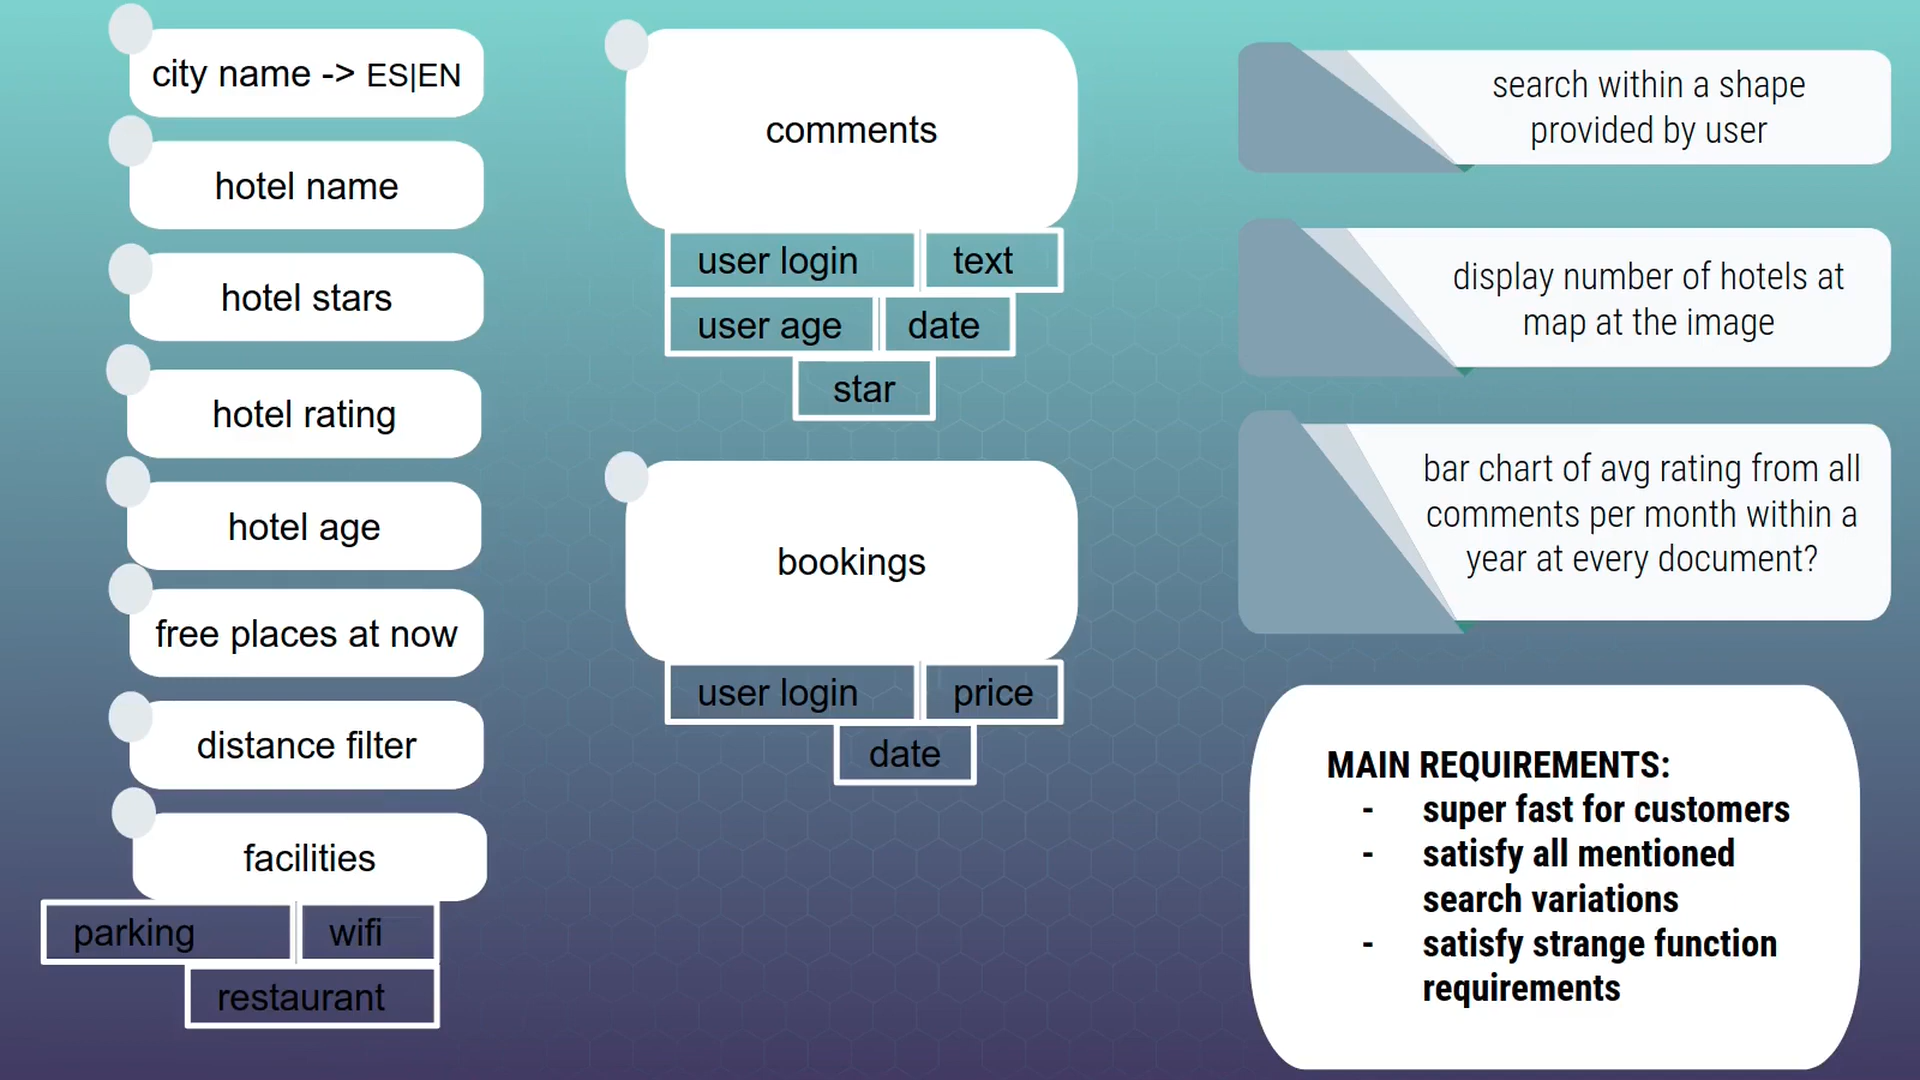 city name -> ES|EN
hotel name
hotel stars
hotel rating
hotel age
free places at now
distance filter
facilities
parking
wifi
restaurant
comments
user login
text
user age
date
star
bookings
user login
price
date
search within a shape
provided by user
display number of hotels at
map at the image
bar chart of avg rating from all
comments per month within a
year at every document?
MAIN REQUIREMENTS:
- super fast for customers
- satisfy all mentioned
search variations
- satisfy strange function
requirements